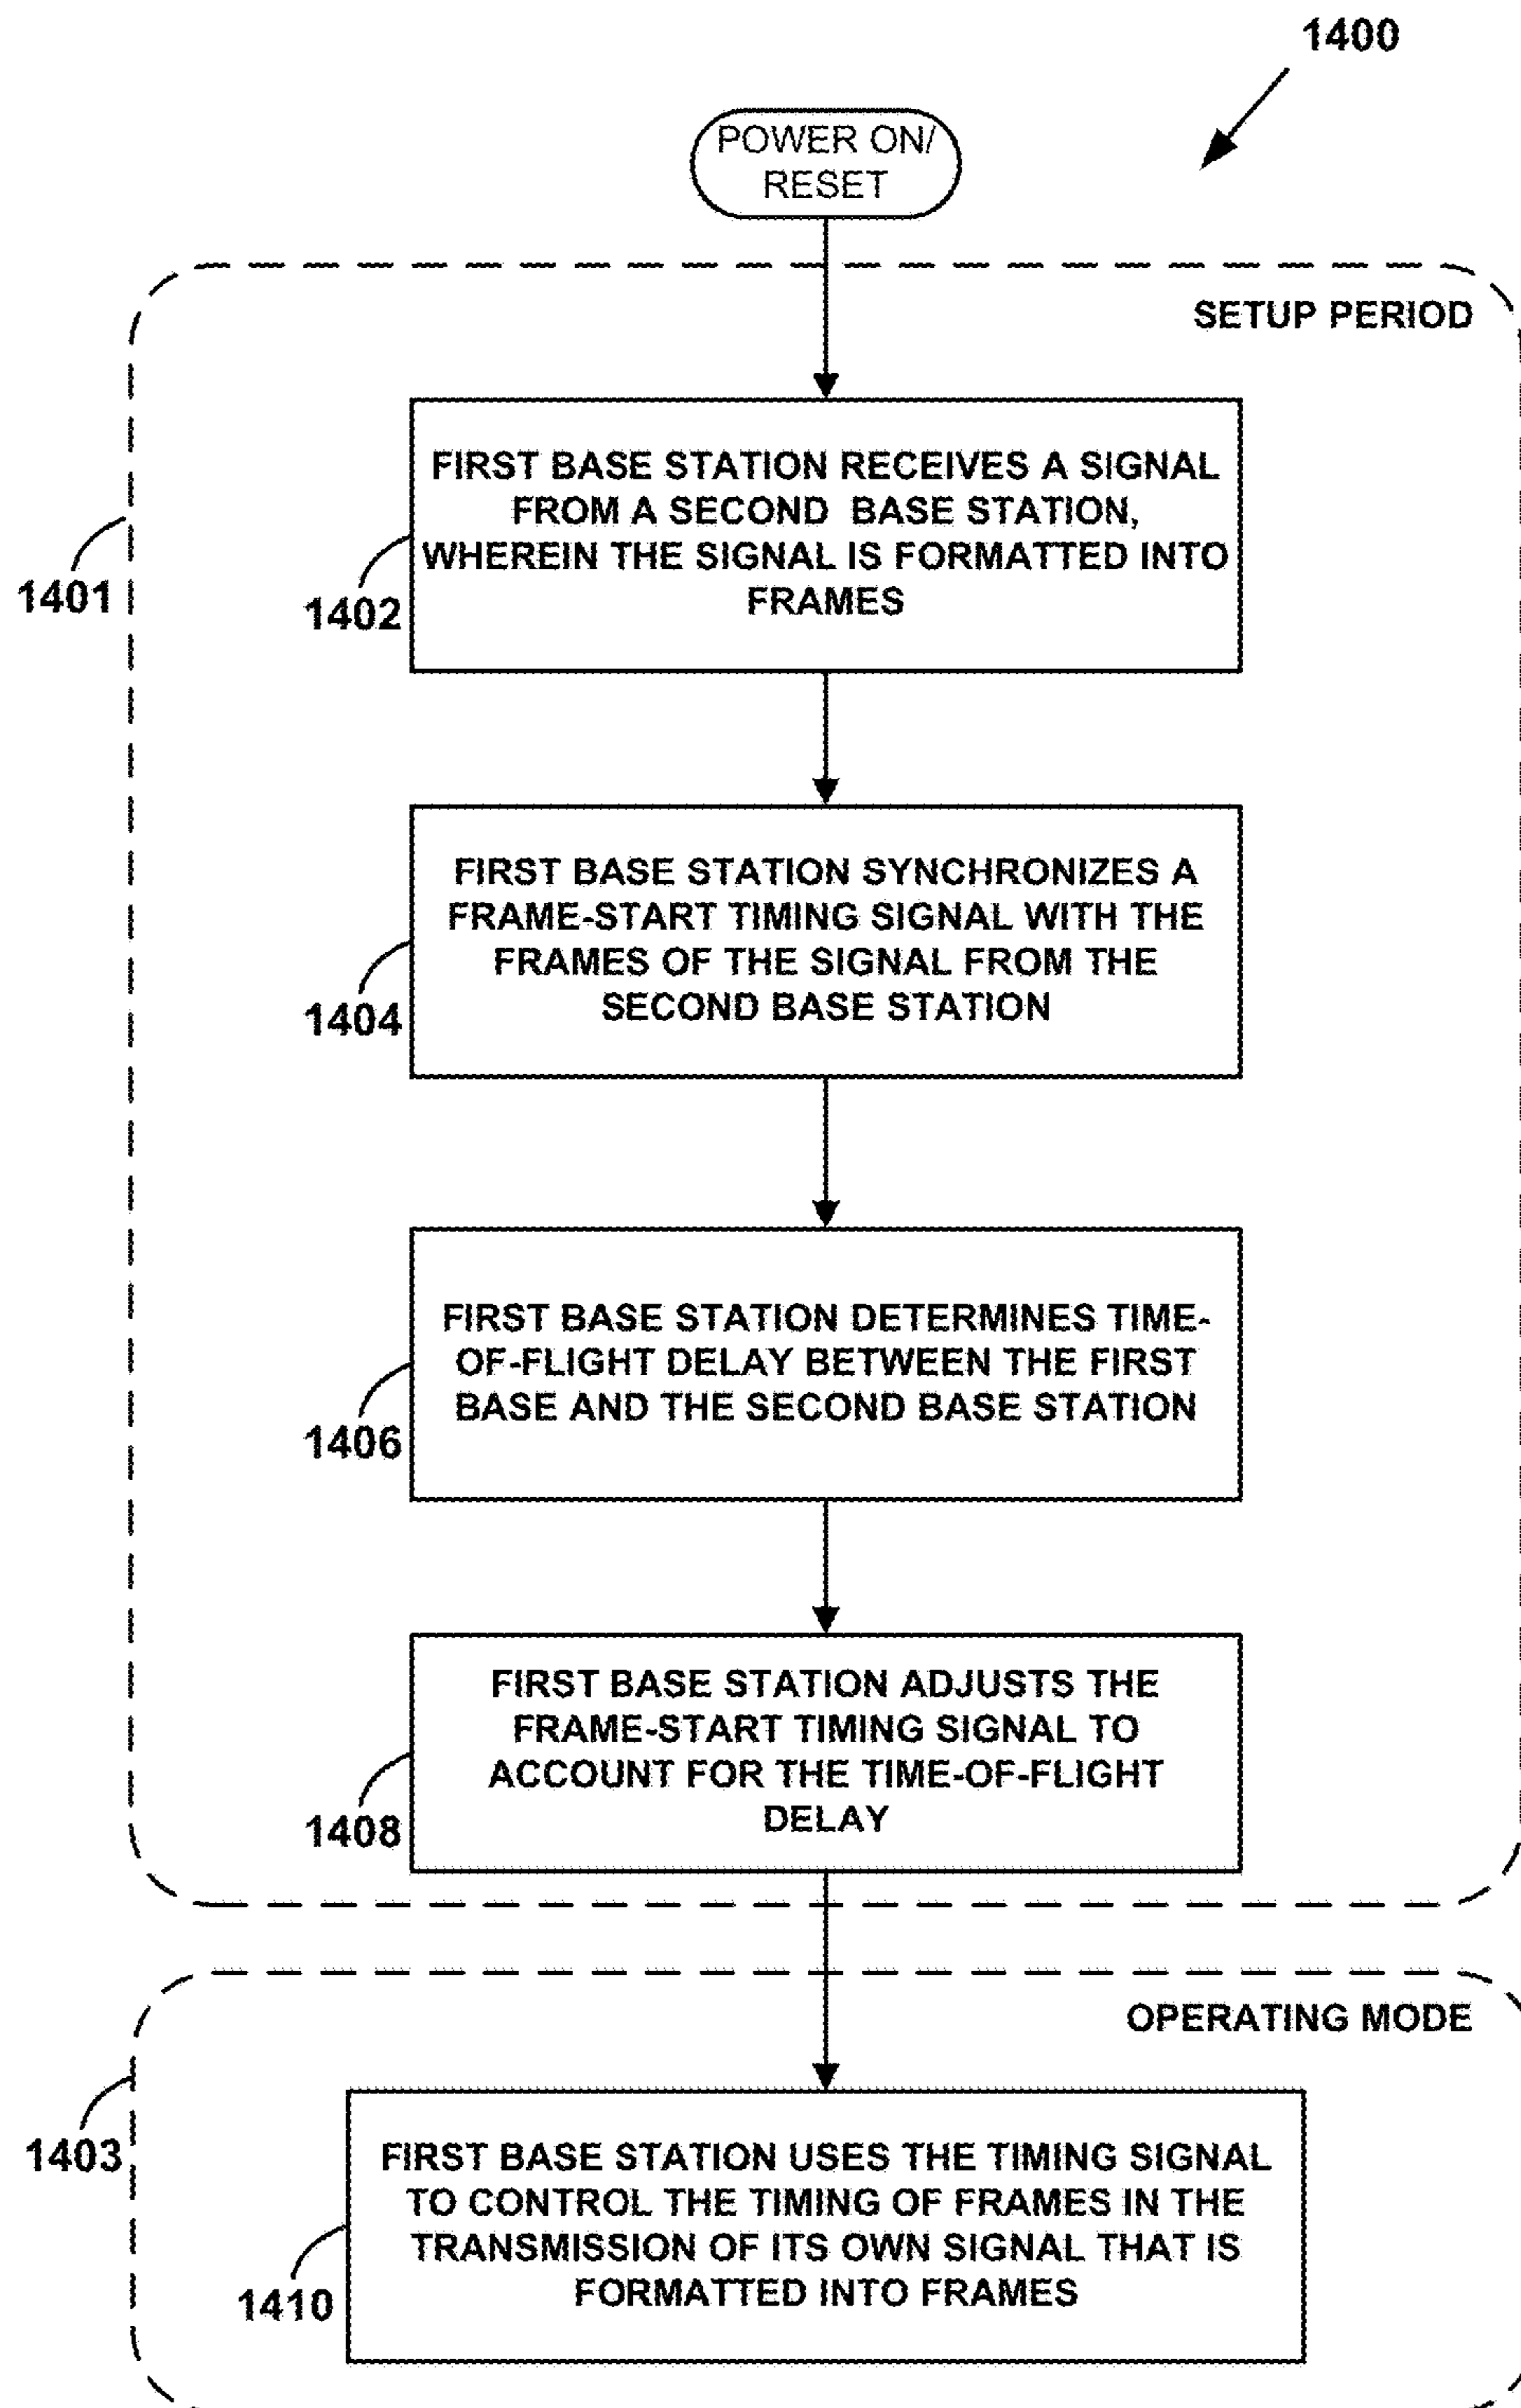 1400
POWER ON/
RESET
SETUP PERIOD
FIRST BASE STATION RECEIVES A SIGNAL
FROM A SECOND BASE STATION,
WHEREIN THE SIGNAL IS FORMATTED INTO
FRAMES
1401
1402
FIRST BASE STATION SYNCHRONIZES A
FRAME-START TIMING SIGNAL WITH THE
FRAMES OF THE SIGNAL FROM THE
SECOND BASE STATION
1404
FIRST BASE STATION DETERMINES TIME-
OF-FLIGHT DELAY BETWEEN THE FIRST
BASE AND THE SECOND BASE STATION
1406
FIRST BASE STATION ADJUSTS THE
FRAME-START TIMING SIGNAL TO
ACCOUNT FOR THE TIME-OF-FLIGHT
DELAY
1408
OPERATING MODE
1403
FIRST BASE STATION USES THE TIMING SIGNAL
TO CONTROL THE TIMING OF FRAMES IN THE
TRANSMISSION OF ITS OWN SIGNAL THAT IS
FORMATTED INTO FRAMES
1410